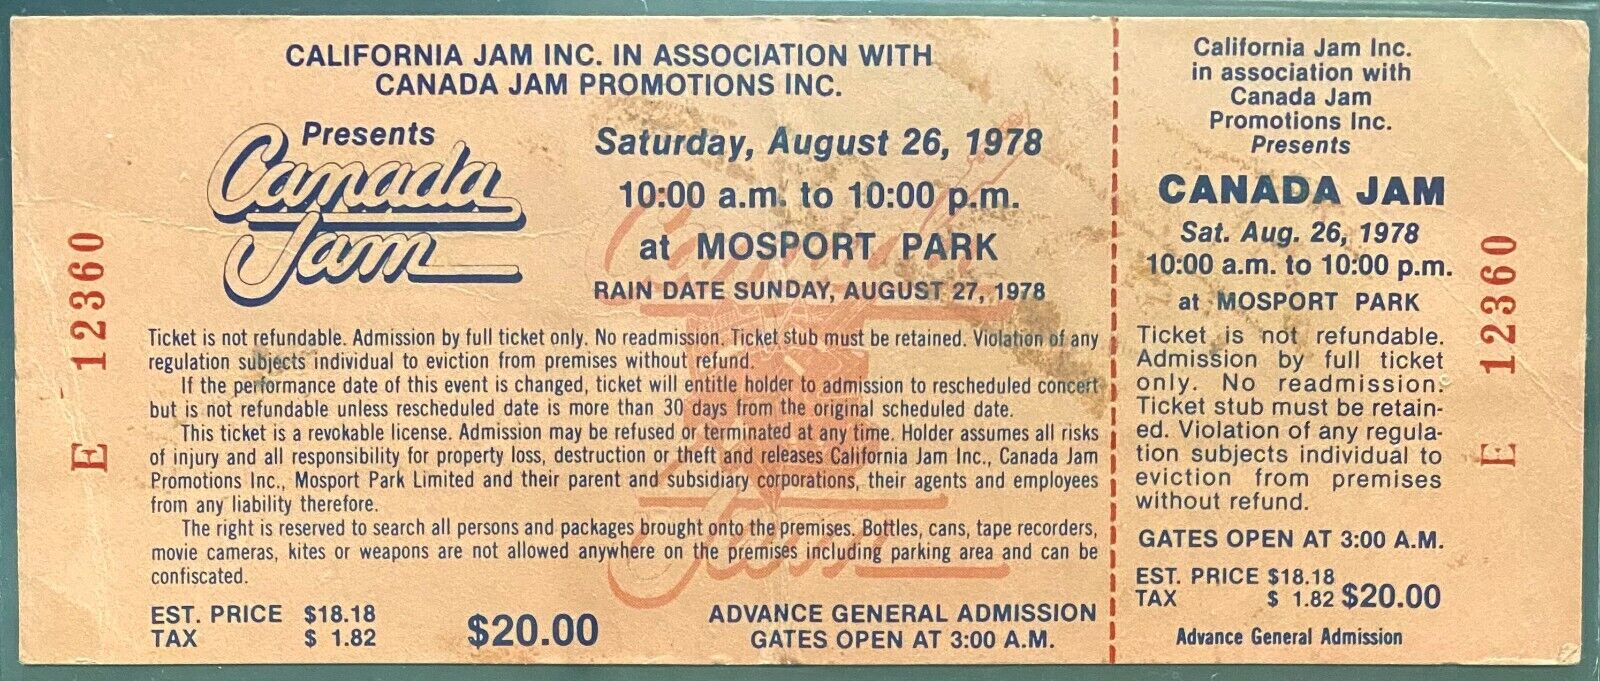 CALIFORNIA JAM INC. IN ASSOCIATION WITH
CANADA JAM PROMOTIONS INC.
Presents
Canada
Jam
Saturday, August 26, 1978
10:00 a.m. to 10:00 p.m.
at MOSPORT PARK
RAIN DATE SUNDAY, AUGUST 27, 1978
E 12360
Ticket is not refundable. Admission by full ticket only. No readmission. Ticket stub must be retained. Violation of any
regulation subjects individual to eviction from premises without refund.
If the performance date of this event is changed, ticket will entitle holder to admission to rescheduled concert
but is not refundable unless rescheduled date is more than 30 days from the original scheduled date.
This ticket is a revokable license. Admission may be refused or terminated at any time. Holder assumes all risks
of injury and all responsibility for property loss, destruction or theft and releases California Jam Inc., Canada Jam
Promotions Inc., Mosport Park Limited and their parent and subsidiary corporations, their agents and employees
from any liability therefore.
The right is reserved to search all persons and packages brought onto the premises. Bottles, cans, tape recorders,
movie cameras, kites or weapons are not allowed anywhere on the premises including parking area and can be
confiscated.
EST. PRICE $18.18
TAX $ 1.82
$20.00
ADVANCE GENERAL ADMISSION
GATES OPEN AT 3:00 A.M.
Canada
Jam
California Jam Inc.
in association with
Canada Jam
Promotions Inc.
Presents
CANADA JAM
Sat. Aug. 26, 1978
10:00 a.m. to 10:00 p.m.
at MOSPORT PARK
Ticket is not refundable.
Admission by full ticket
only. No readmission.
Ticket stub must be retain-
ed. Violation of any regula-
tion subjects individual to
eviction from premises
without refund.
GATES OPEN AT 3:00 A.M.
EST. PRICE $18.18
TAX $ 1.82 $20.00
Advance General Admission
E 12360